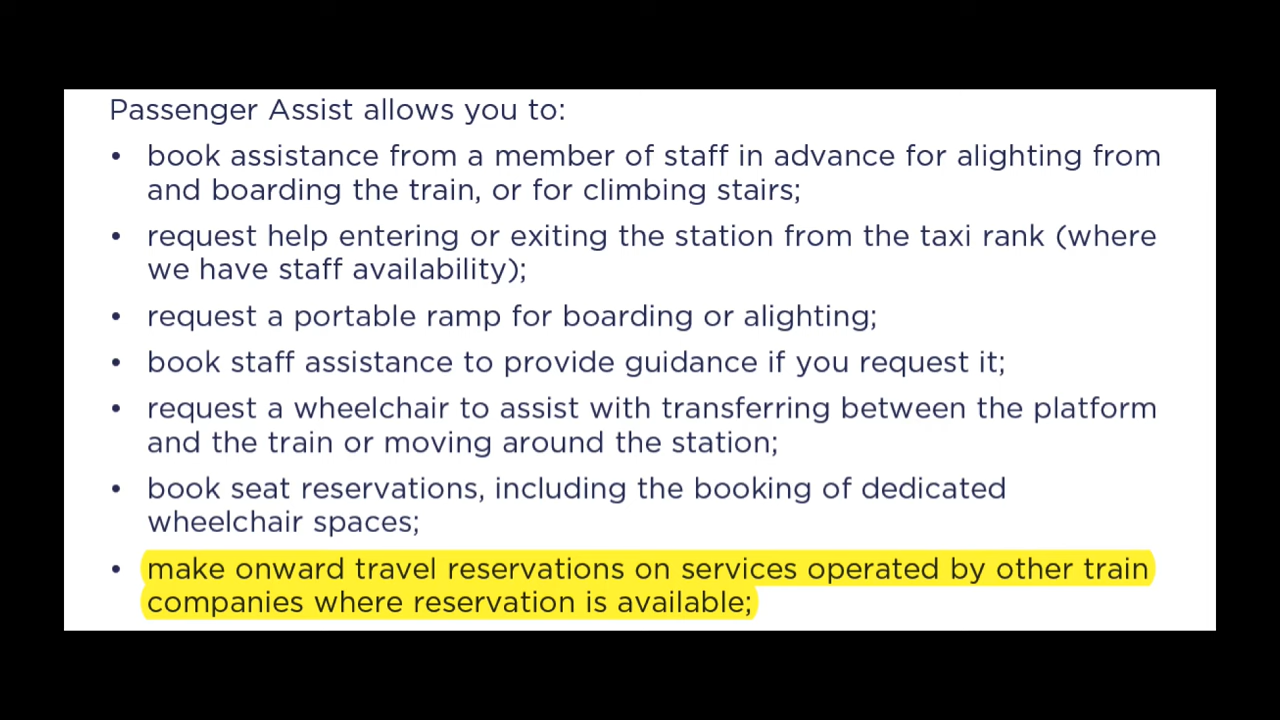 Passenger Assist allows you to:
• book assistance from a member of staff in advance for alighting from
and boarding the train, or for climbing stairs;
• request help entering or exiting the station from the taxi rank (where
we have staff availability);
• request a portable ramp for boarding or alighting;
• book staff assistance to provide guidance if you request it;
• request a wheelchair to assist with transferring between the platform
and the train or moving around the station;
• book seat reservations, including the booking of dedicated
wheelchair spaces;
• make onward travel reservations on services operated by other train
companies where reservation is available;